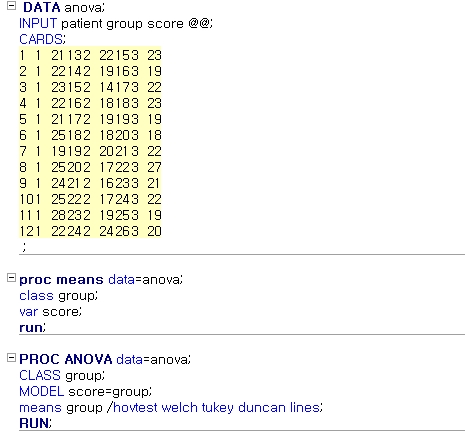 DATA anova;
INPUT patient group score @@;
CARDS;
1 1 21132 22153 23
2 1 22142 19163 19
3 1 23152 14173 22
4 1 22162 18183 23
5 1 21172 19193 19
6 1 25182 18203 18
7 1 19192 20213 22
8 1 25202 17223 27
9 1 24212 16233 21
101 25222 17243 22
111 28232 19253 19
121 22242 24263 20
;
proc means data=anova;
class group;
var score;
run;
PROC ANOVA data=anova;
CLASS group;
MODEL score=group;
means group /hovtest welch tukey duncan lines;
RUN;